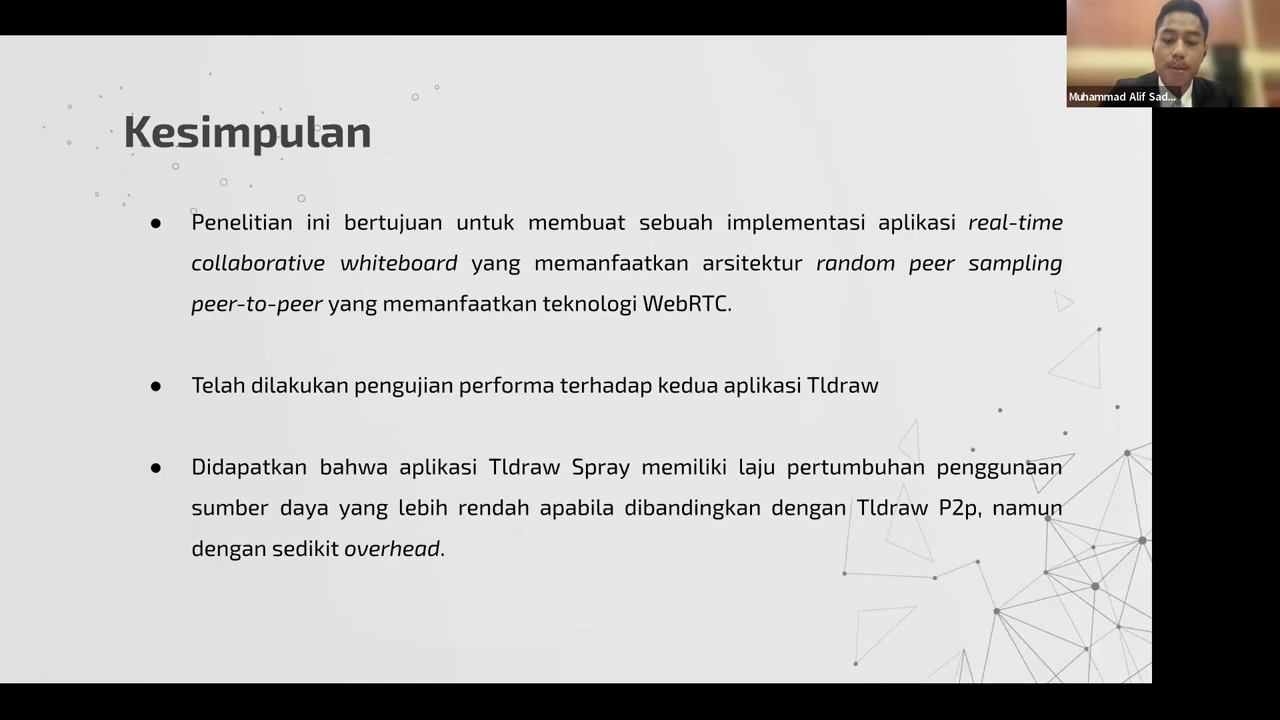 Muhammad Alif Sad...
Kesimpulan
● Penelitian ini bertujuan untuk membuat sebuah implementasi aplikasi real-time
collaborative whiteboard yang memanfaatkan arsitektur random peer sampling
peer-to-peer yang memanfaatkan teknologi WebRTC.
● Telah dilakukan pengujian performa terhadap kedua aplikasi Tldraw
● Didapatkan bahwa aplikasi Tldraw Spray memiliki laju pertumbuhan penggunaan
sumber daya yang lebih rendah apabila dibandingkan dengan Tldraw P2p, namun
dengan sedikit overhead.